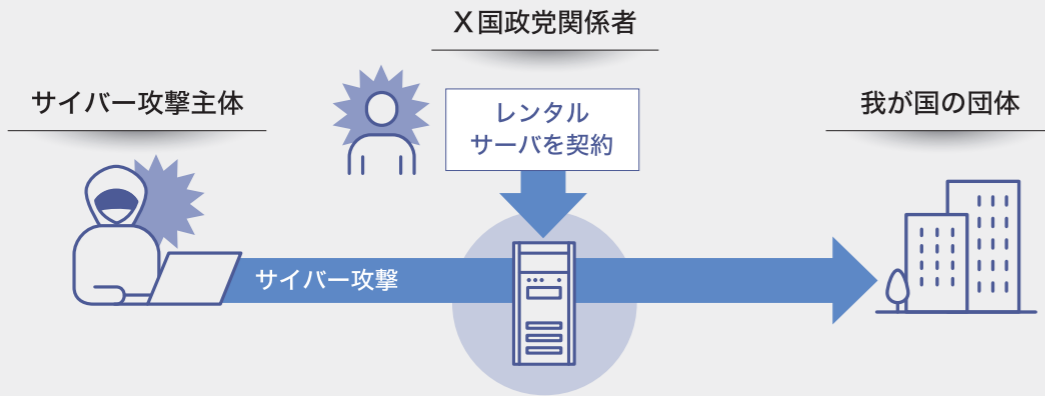 X国政党関係者
サイバー攻撃主体
レンタル
サーバを契約
我が国の団体
サイバー攻撃